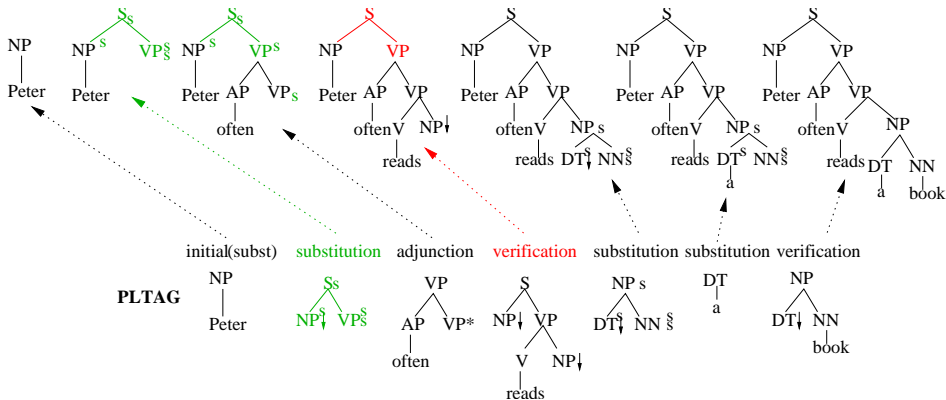 S s S s S S S S
NP s VP s s NP s VP s NP VP NP VP NP VP NP VP
NP
Peter Peter Peter AP VP s Peter AP VP Peter AP VP Peter AP VP Peter AP VP
often often V NP↓ often V NP s often V NP s often V NP
reads reads DT s ↓ NN s s reads DT s NN s s reads DT NN
a a book
initial(subst) substitution adjunction verification substitution substitution verification
PLTAG
NP S s VP S NP s DT NP
Peter NP s ↓ VP s s AP VP* NP↓ VP DT s ↓ NN s s a DT↓ NN
often V NP↓ book
reads